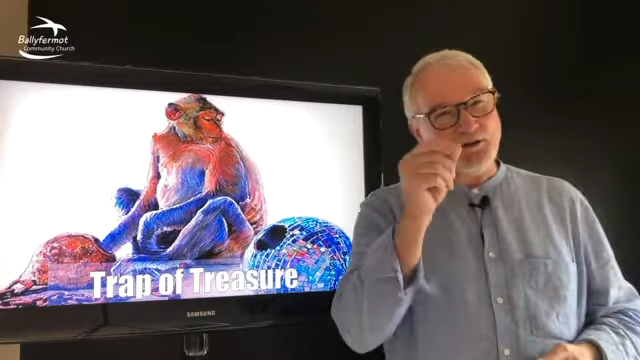 Ballyfermot
Community Church
Trap of Treasure
SAMSUNG